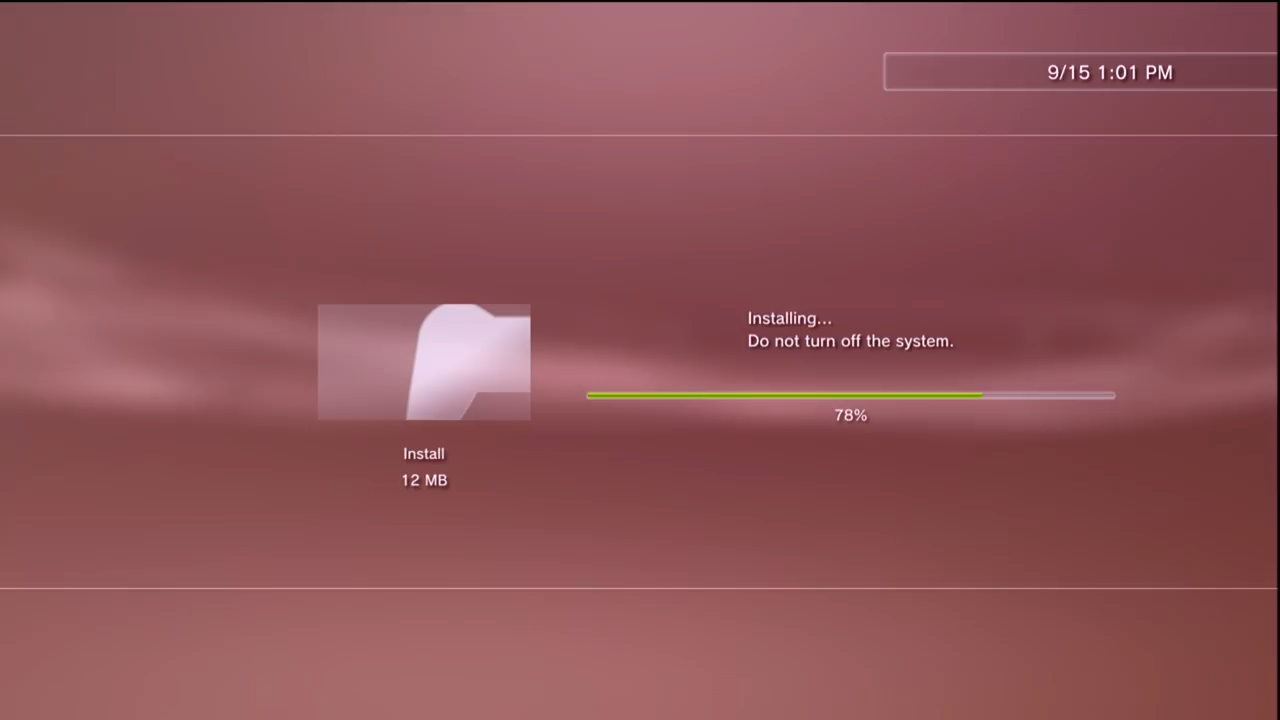 9/15 1:01 PM
Installing...
Do not turn off the system.
78%
Install
12 MB